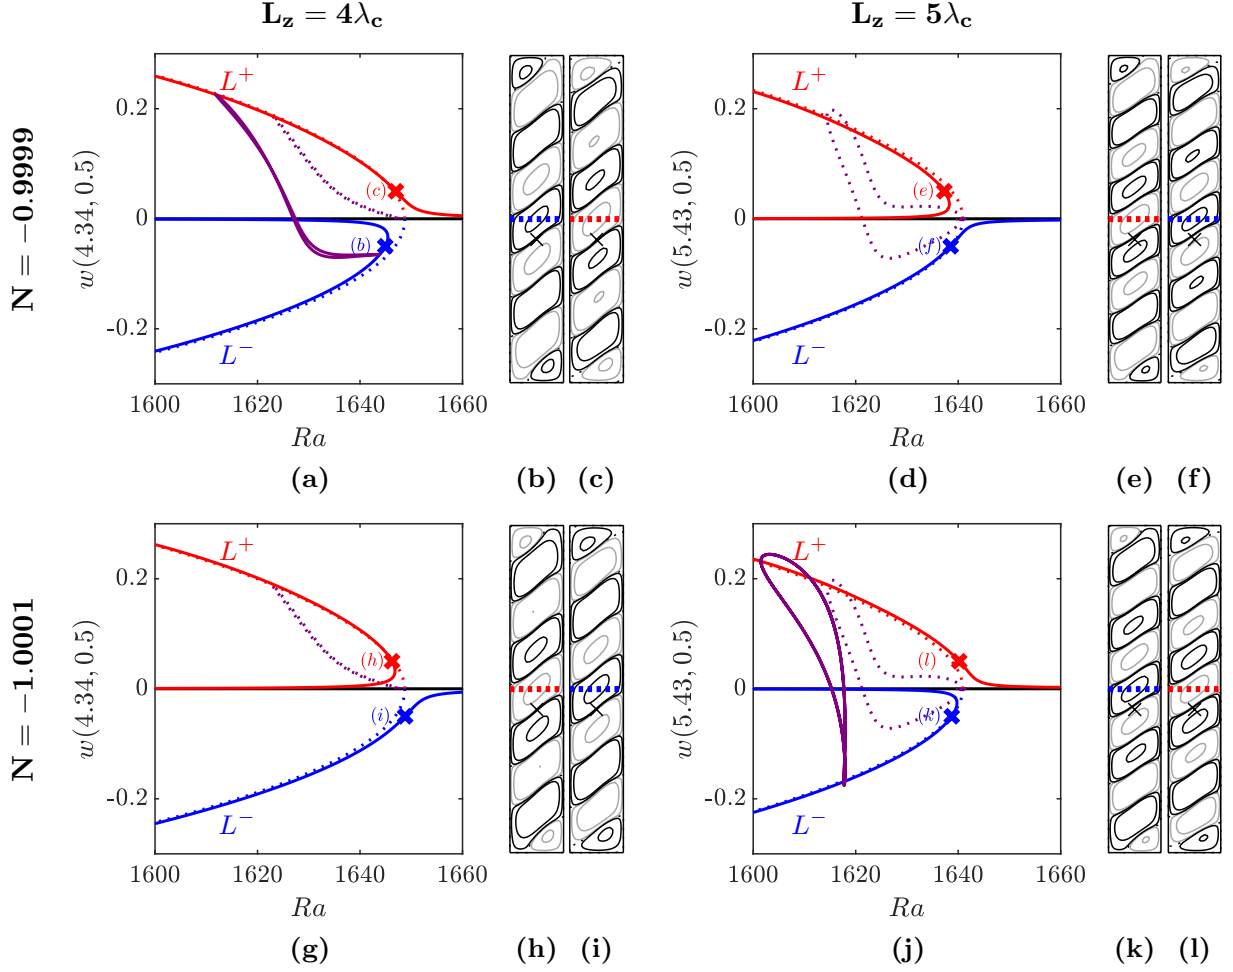 L_z = 4λ_c
L_z = 5λ_c
N = −0.9999
w(4.34, 0.5)
0.2
0
-0.2
L^+
L^−
(c)
(b)
1600
1620
1640
1660
Ra
(a)
(b)
(c)
w(5.43, 0.5)
0.2
0
-0.2
L^+
L^−
(e)
(f)
1600
1620
1640
1660
Ra
(d)
(e)
(f)
N = −1.0001
w(4.34, 0.5)
0.2
0
-0.2
L^+
L^−
(h)
(i)
1600
1620
1640
1660
Ra
(g)
(h)
(i)
w(5.43, 0.5)
0.2
0
-0.2
L^+
L^−
(l)
(k)
1600
1620
1640
1660
Ra
(j)
(k)
(l)